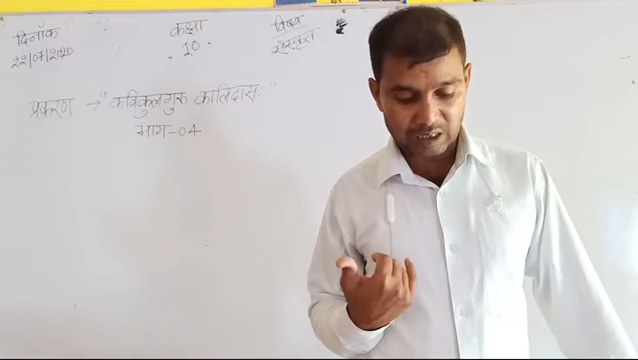 दिनाँक कक्षा विषय
22/07/2020 10 संस्कृत
प्रकरण → "कविकुलगुरु कालिदासः"
भाग-04